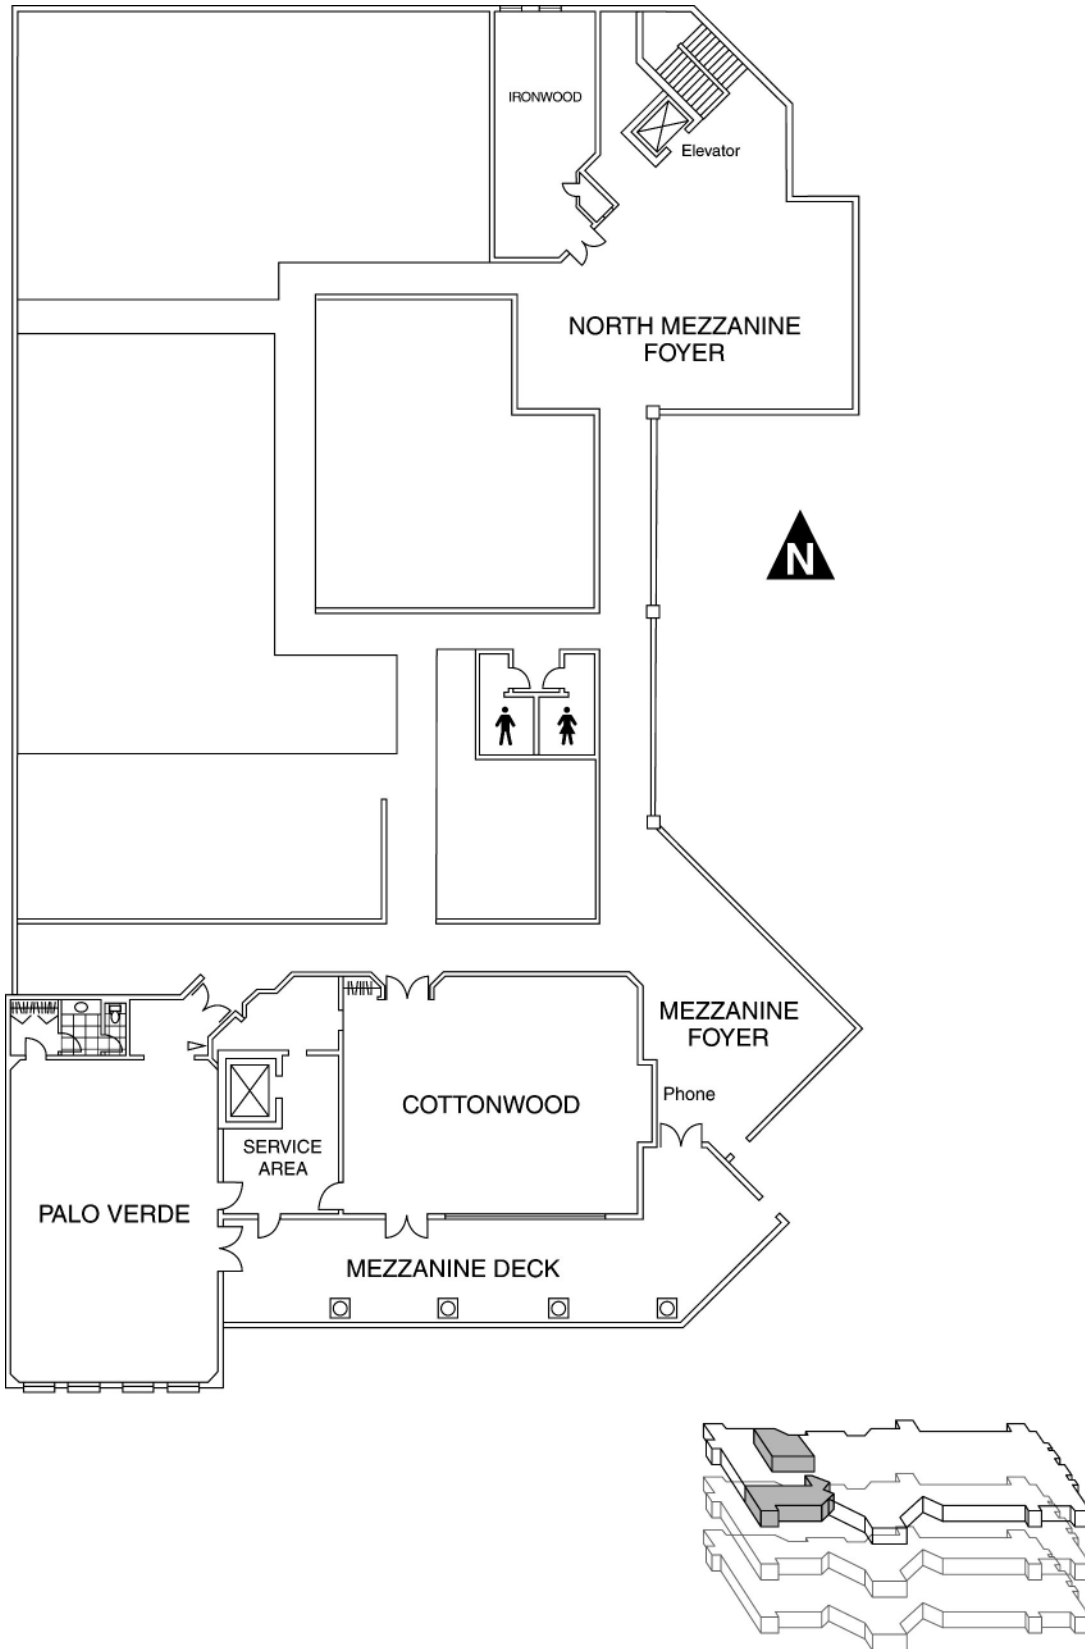 IRONWOOD
Elevator
NORTH MEZZANINE
FOYER
N
MEZZANINE
FOYER
Phone
COTTONWOOD
SERVICE
AREA
PALO VERDE
MEZZANINE DECK